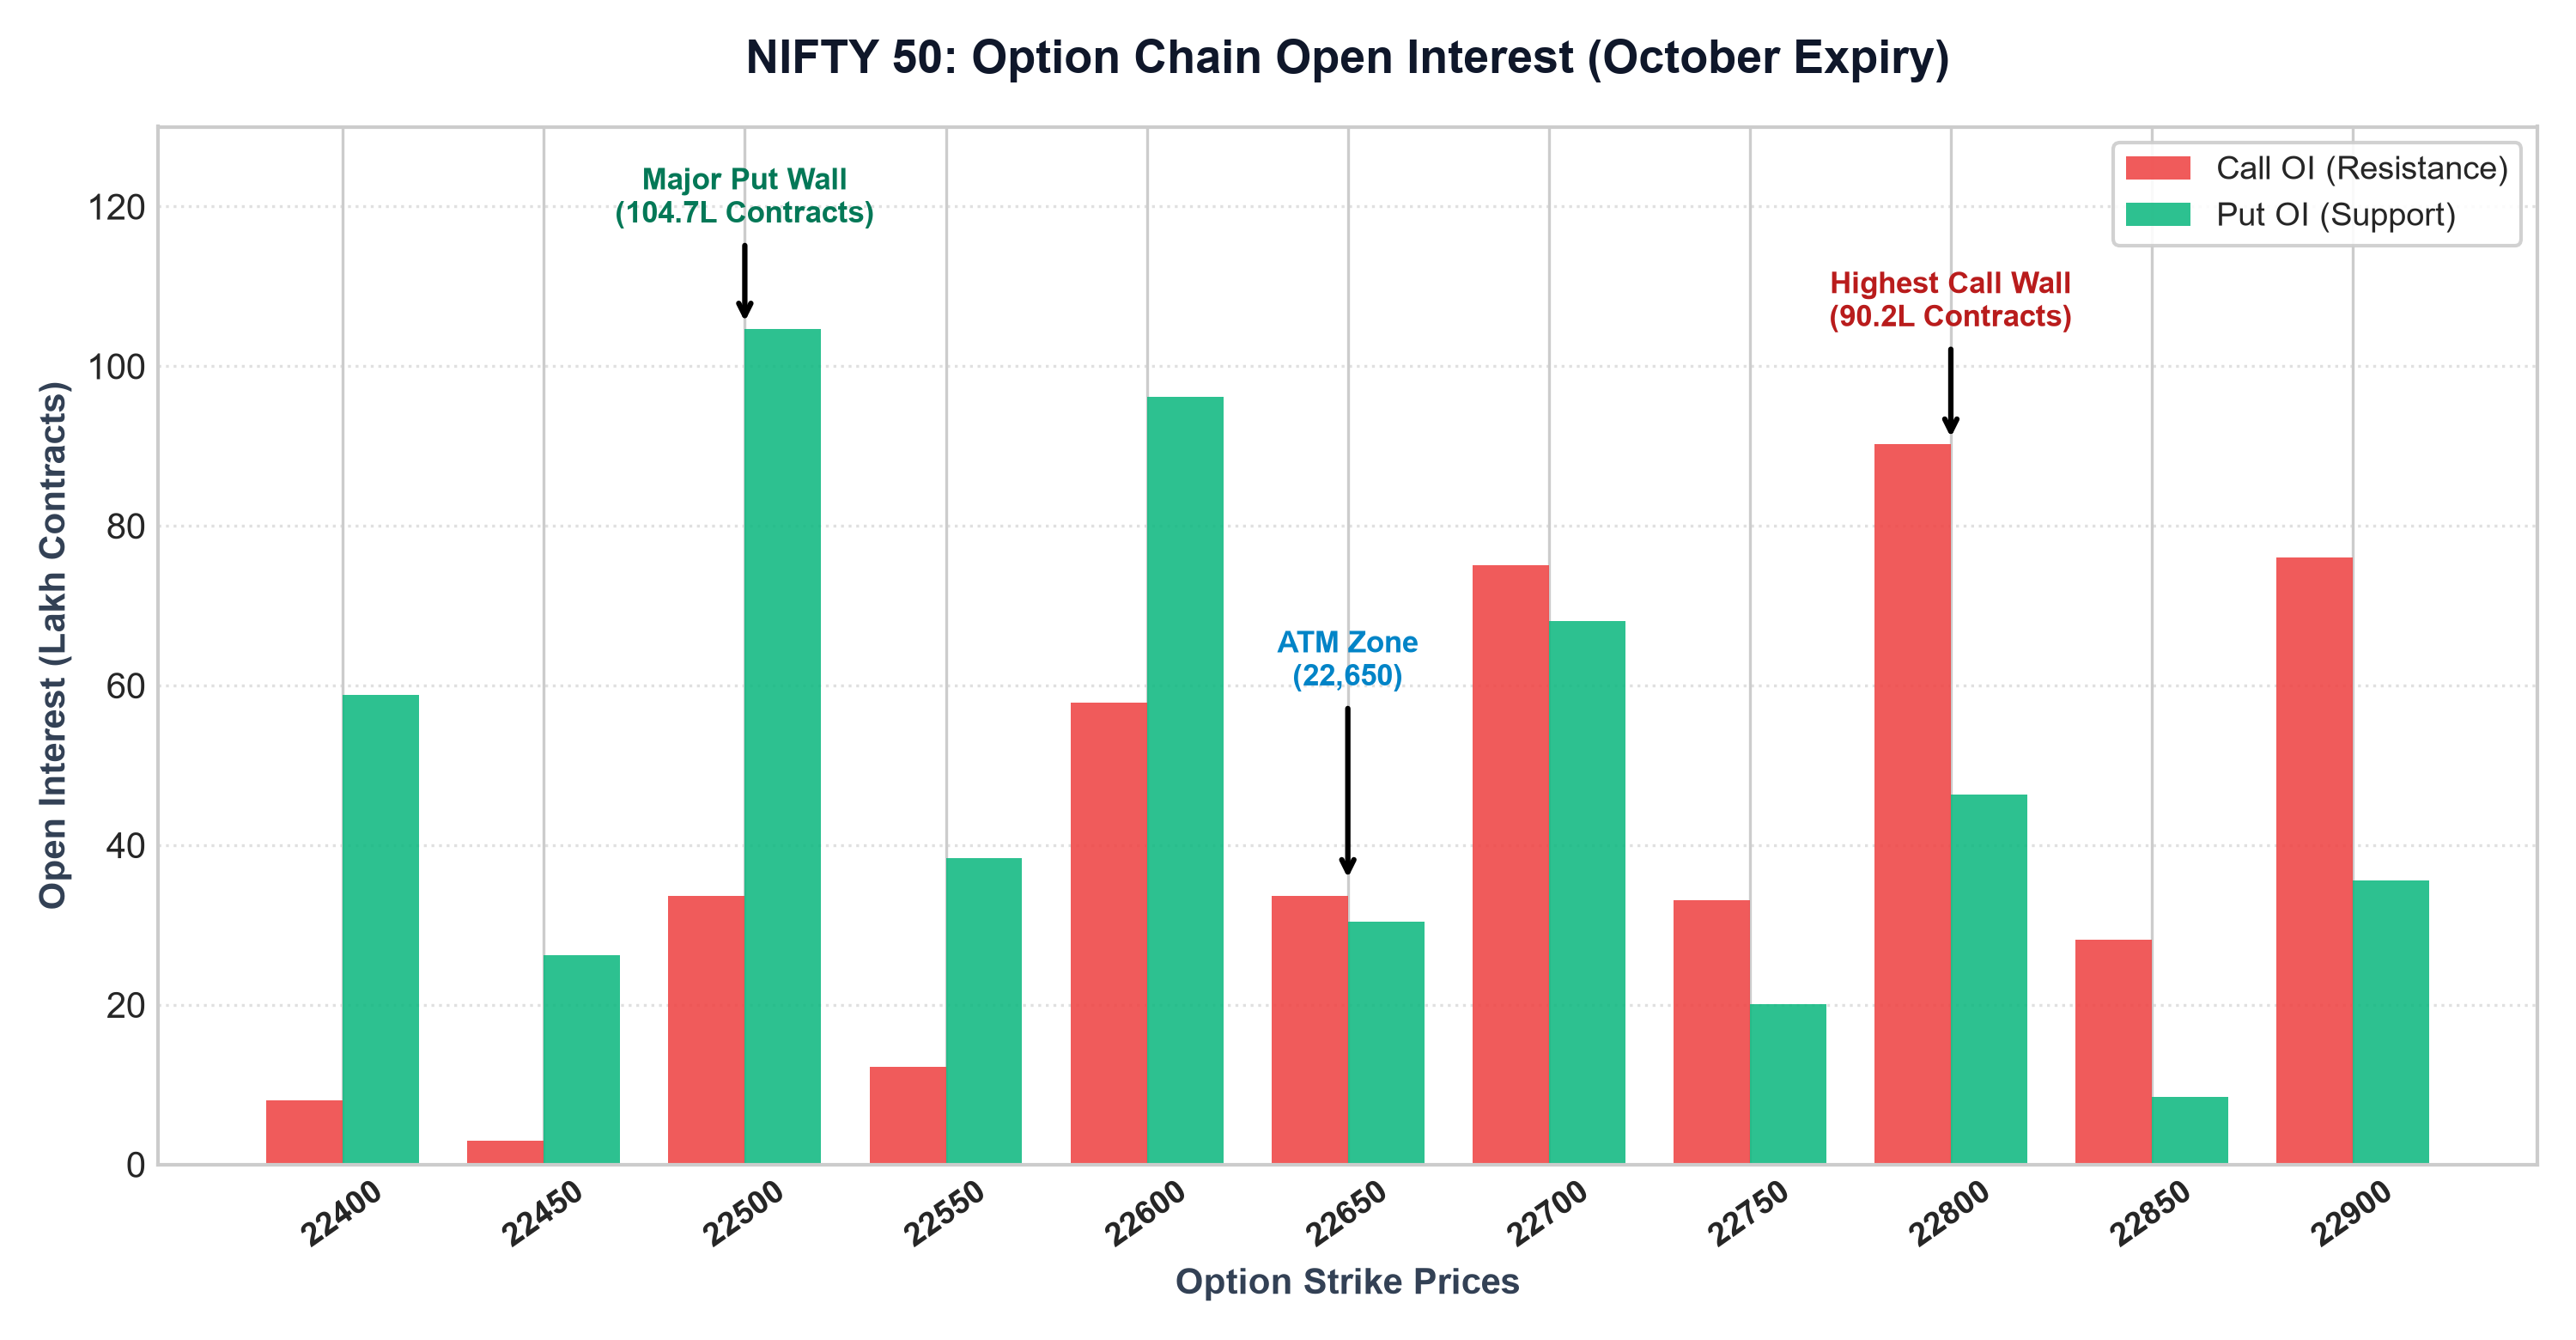 NIFTY 50: Option Chain Open Interest (October Expiry)
Major Put Wall
(104.7L Contracts)
Highest Call Wall
(90.2L Contracts)
ATM Zone
(22,650)
Call OI (Resistance)
Put OI (Support)
Open Interest (Lakh Contracts)
120
100
80
60
40
20
0
22400
22450
22500
22550
22600
22650
22700
22750
22800
22850
22900
Option Strike Prices